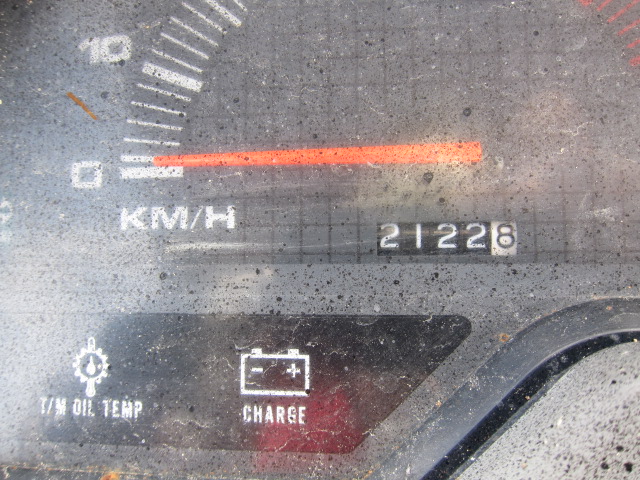 10
0
KM/H
21228
T/M OIL TEMP
- +
CHARGE